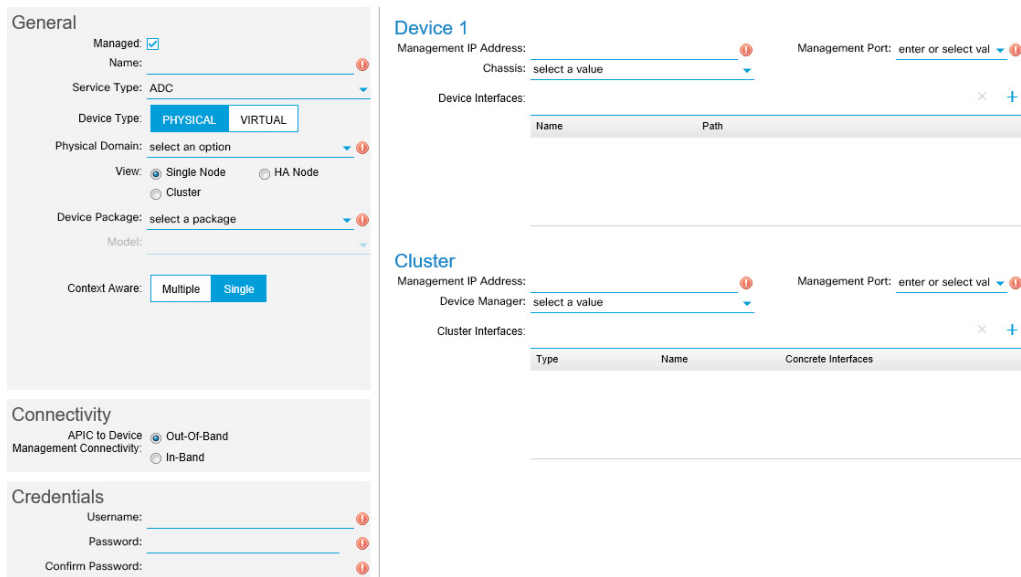 General
Managed:
Name:
Service Type: ADC
Device Type: PHYSICAL VIRTUAL
Physical Domain: select an option
View: Single Node HA Node
Cluster
Device Package: select a package
Model:
Context Aware: Multiple Single
Connectivity
APIC to Device
Management Connectivity: Out-Of-Band
In-Band
Credentials
Username:
Password:
Confirm Password:
Device 1
Management IP Address: Management Port: enter or select val
Chassis: select a value
Device Interfaces:
Name Path
Cluster
Management IP Address: Management Port: enter or select val
Device Manager: select a value
Cluster Interfaces:
Type Name Concrete Interfaces